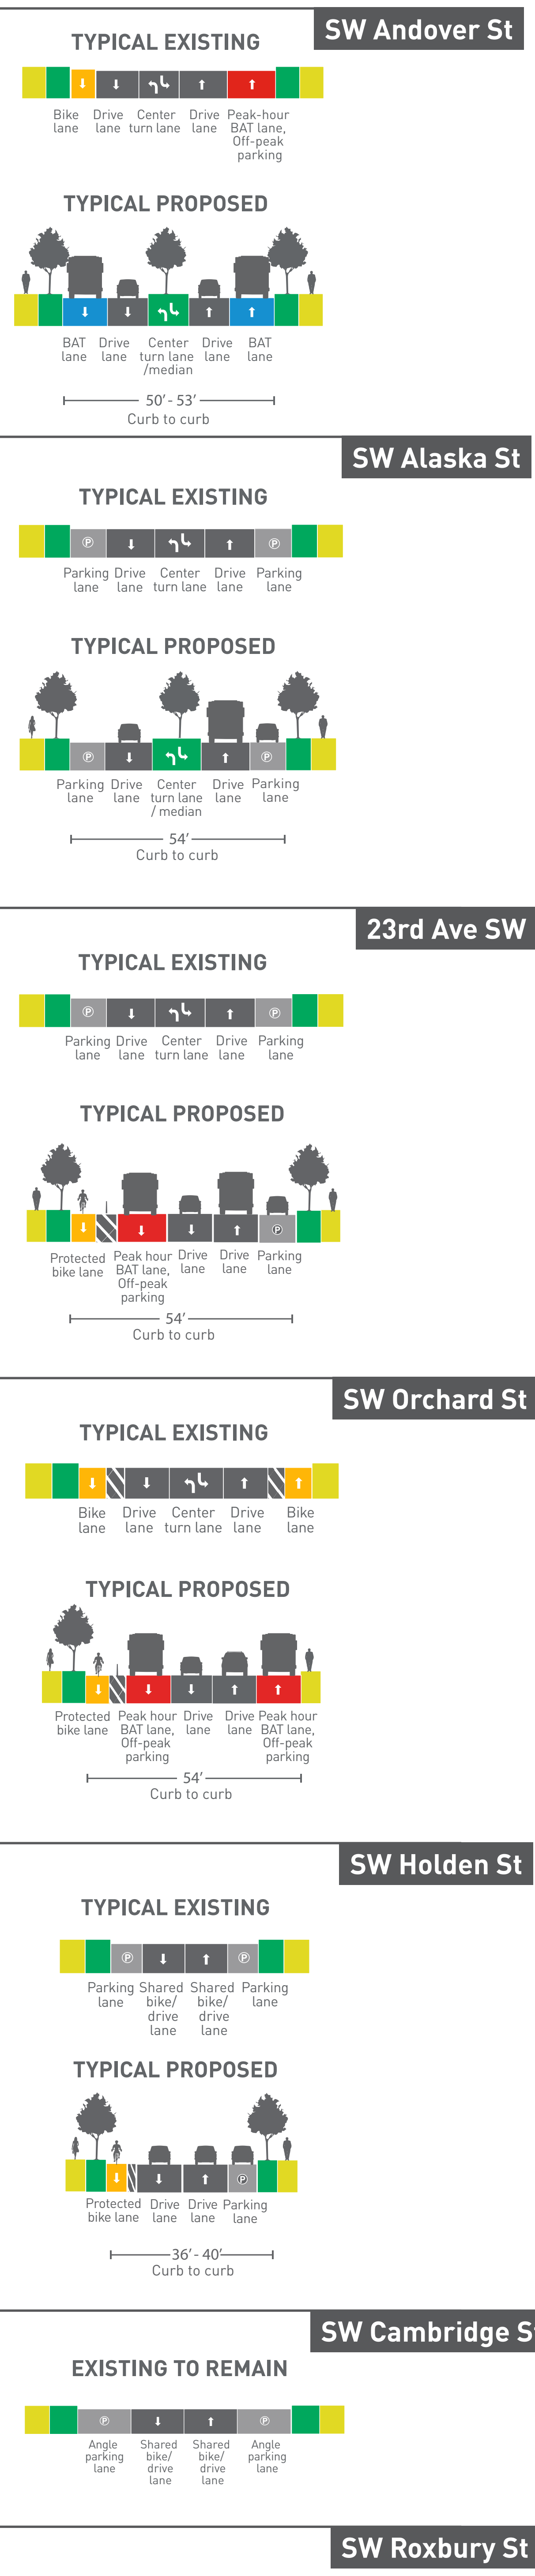 SW Andover St
TYPICAL EXISTING
Bike Drive Center Drive Peak-hour
lane lane turn lane lane BAT lane,
Off-peak
parking
TYPICAL PROPOSED
BAT Drive Center Drive BAT
lane lane turn lane lane lane
/median
50’ - 53’
Curb to curb
SW Alaska St
TYPICAL EXISTING
P P
Parking Drive Center Drive Parking
lane lane turn lane lane lane
TYPICAL PROPOSED
P P
Parking Drive Center Drive Parking
lane lane turn lane lane lane
/ median
54’
Curb to curb
23rd Ave SW
TYPICAL EXISTING
P P
Parking Drive Center Drive Parking
lane lane turn lane lane lane
TYPICAL PROPOSED
P
Protected Peak hour Drive Drive Parking
bike lane BAT lane, lane lane lane
Off-peak
parking
54’
Curb to curb
SW Orchard St
TYPICAL EXISTING
Bike Drive Center Drive Bike
lane lane turn lane lane lane
TYPICAL PROPOSED
Protected Peak hour Drive Drive Peak hour
bike lane BAT lane, lane lane BAT lane,
Off-peak Off-peak
parking parking
54’
Curb to curb
SW Holden St
TYPICAL EXISTING
P P
Parking Shared Shared Parking
lane bike/ bike/ lane
drive drive
lane lane
TYPICAL PROPOSED
P
Protected Drive Drive Parking
bike lane lane lane lane
36’ - 40’
Curb to curb
SW Cambridge S
EXISTING TO REMAIN
P P
Angle Shared Shared Angle
parking bike/ bike/ parking
lane drive drive lane
lane lane
SW Roxbury St